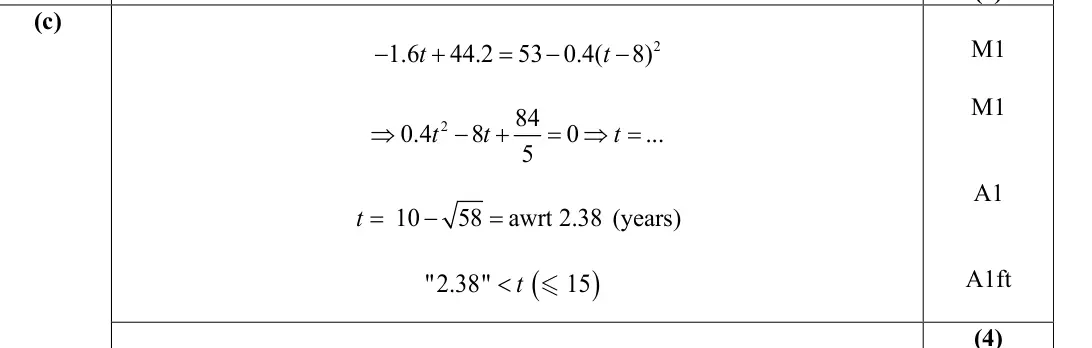 (c)
−1.6t + 44.2 = 53 − 0.4(t − 8)² M1
⇒ 0.4t² − 8t + 84/5 = 0 ⇒ t = ... M1
t = 10 − √58 = awrt 2.38 (years) A1
"2.38" < t (⩽ 15) A1ft
(4)